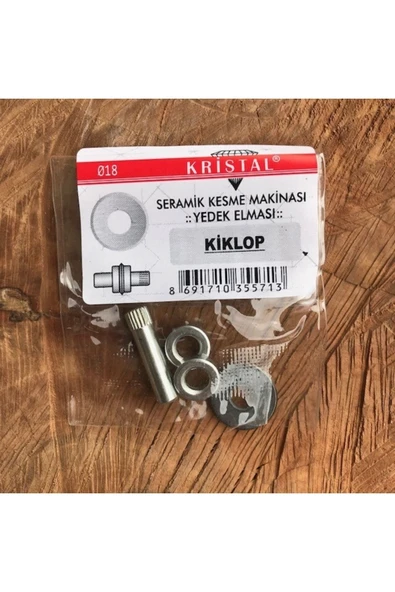 Ø18
KRİSTAL®
SERAMİK KESME MAKİNASI
:: YEDEK ELMASI ::
KİKLOP
8 691710 355713